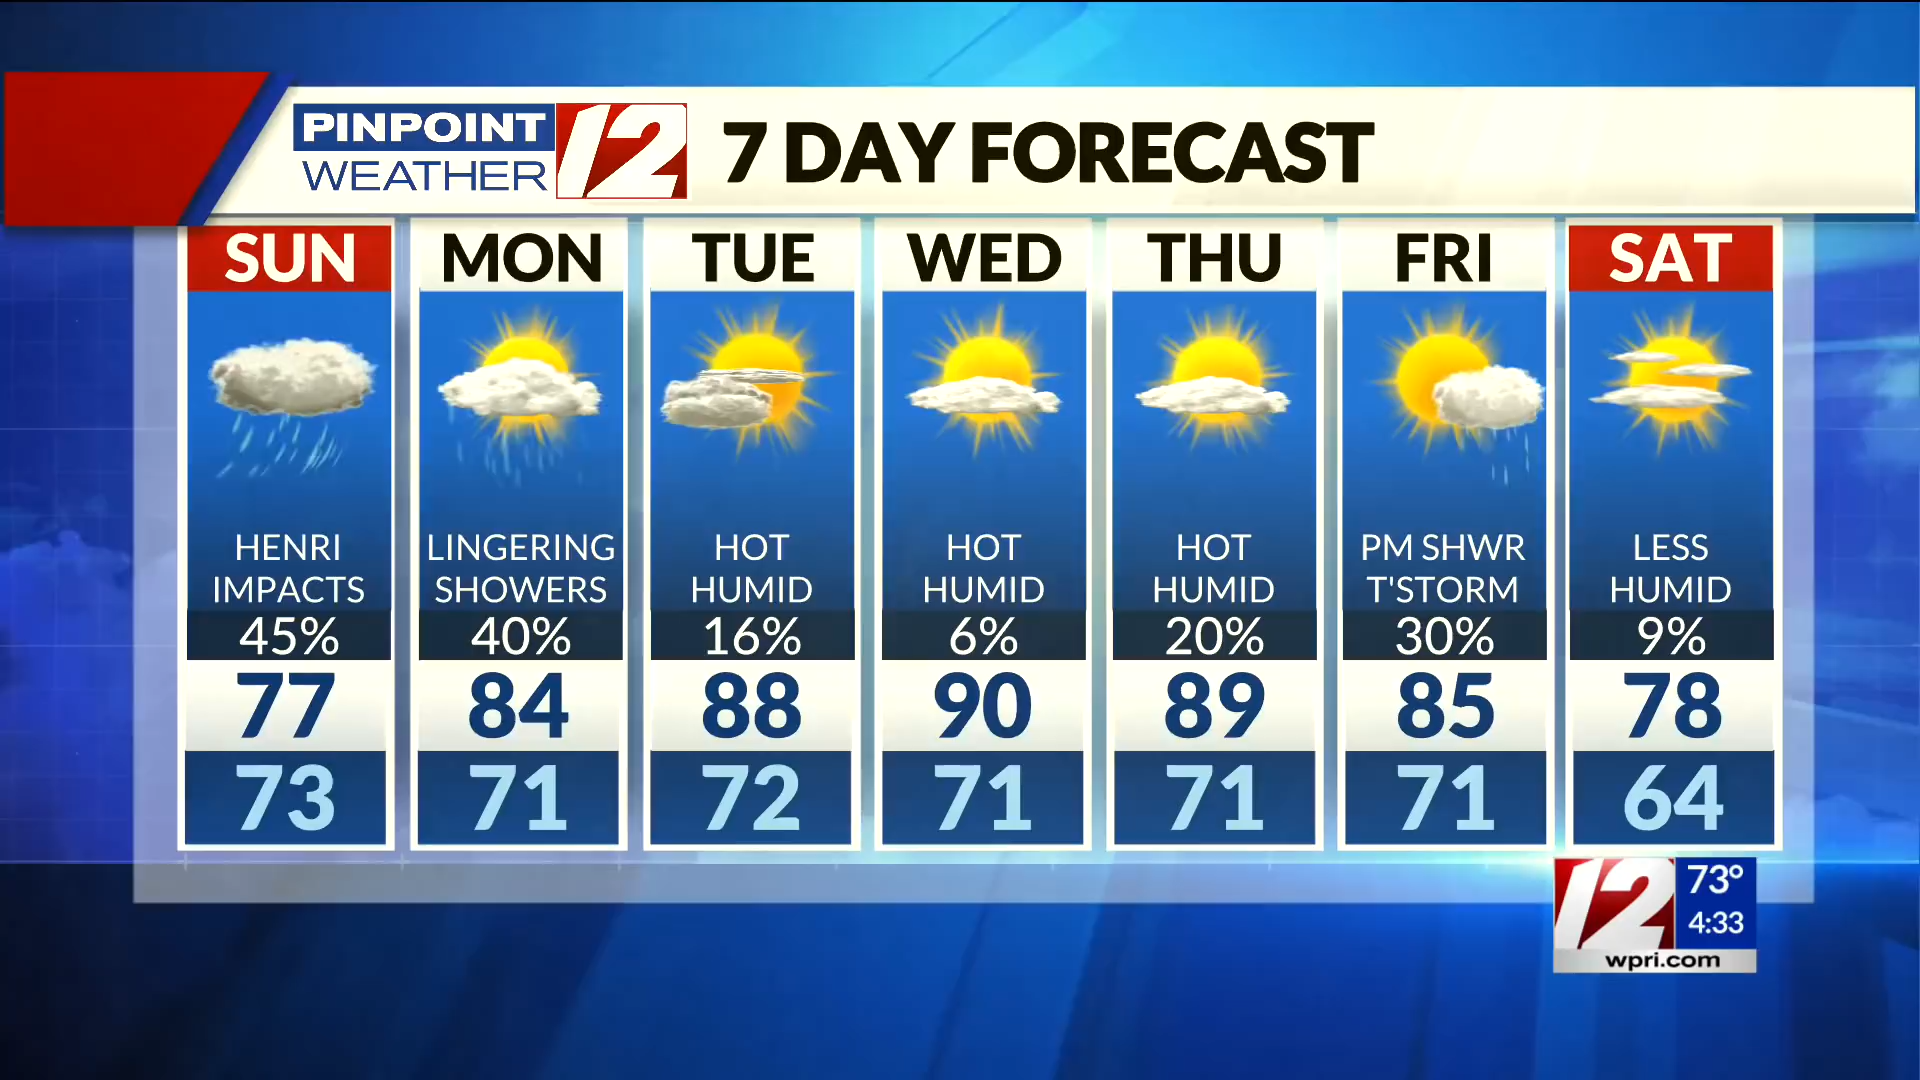 PINPOINT
WEATHER
12
7 DAY FORECAST
SUN
HENRI
IMPACTS
45%
77
73
MON
LINGERING
SHOWERS
40%
84
71
TUE
HOT
HUMID
16%
88
72
WED
HOT
HUMID
6%
90
71
THU
HOT
HUMID
20%
89
71
FRI
PM SHWR
T'STORM
30%
85
71
SAT
LESS
HUMID
9%
78
64
12
73°
4:33
wpri.com